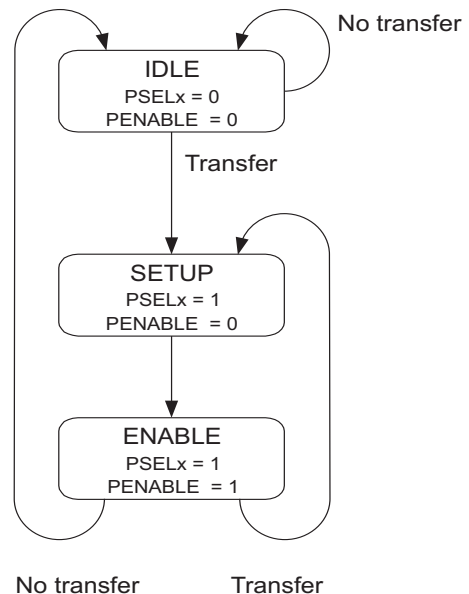 No transfer
IDLE
PSELx = 0
PENABLE = 0
Transfer
SETUP
PSELx = 1
PENABLE = 0
ENABLE
PSELx = 1
PENABLE = 1
No transfer
Transfer